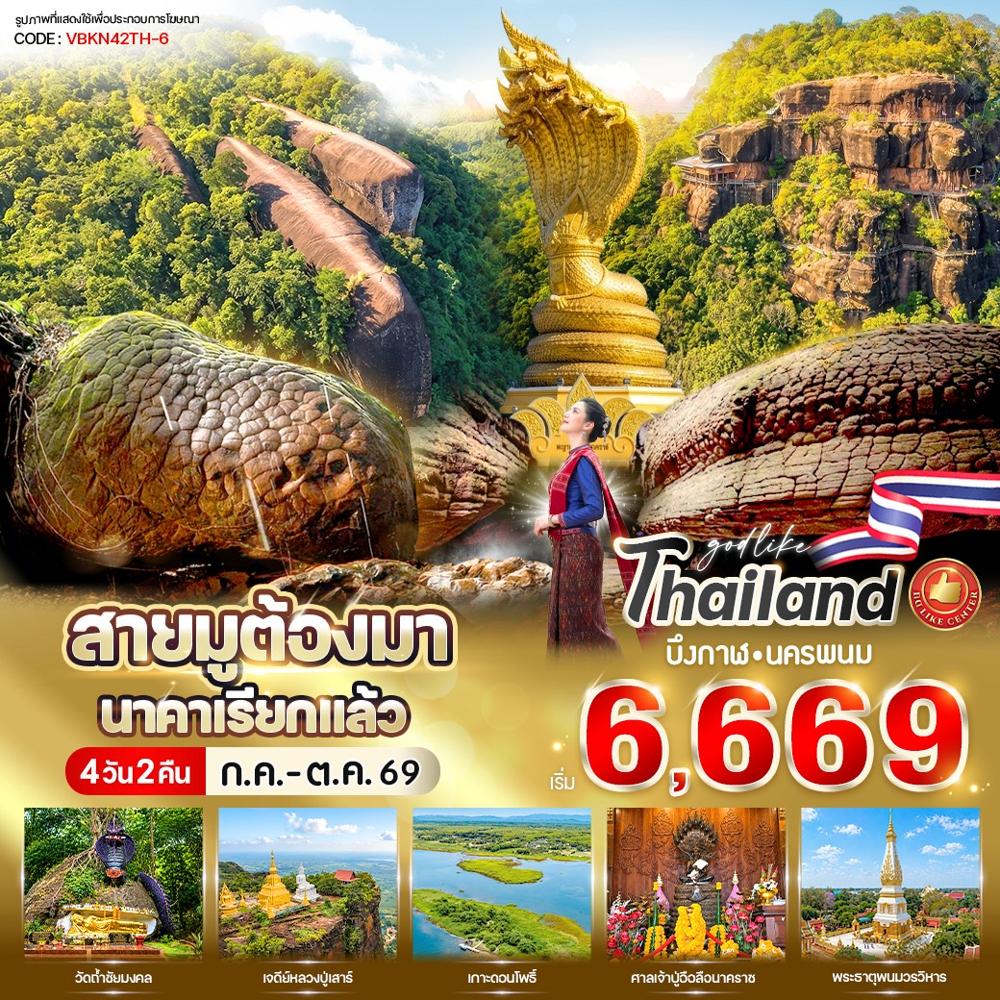 รูปภาพที่แสดงใช้เพื่อประกอบการโฆษณา
CODE : VBKN42TH-6
godlike
Thailand
GD LIKE CENTER
บึงกาฬ•นครพนม
สายมูต้องมา
นาคาเรียกแล้ว
4 วัน 2 คืน ก.ค.- ต.ค. 69
เริ่ม 6,669
วัดถ้ำชัยมงคล
เจดีย์หลวงปู่เสาร์
เกาะดอนโพธิ์
ศาลเจ้าปู่อือลือนาคราช
พระธาตุพนมวรวิหาร